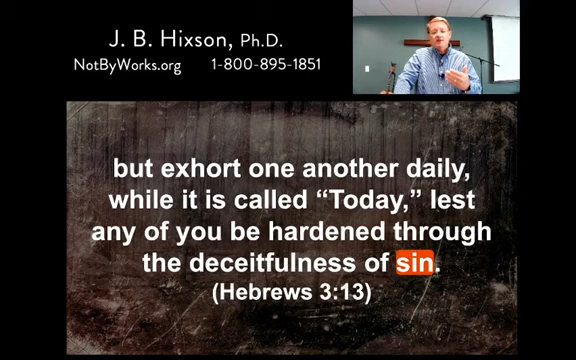 J. B. Hixson, Ph.D.
NotByWorks.org 1-800-895-1851
but exhort one another daily,
while it is called “Today,” lest
any of you be hardened through
the deceitfulness of sin.
(Hebrews 3:13)